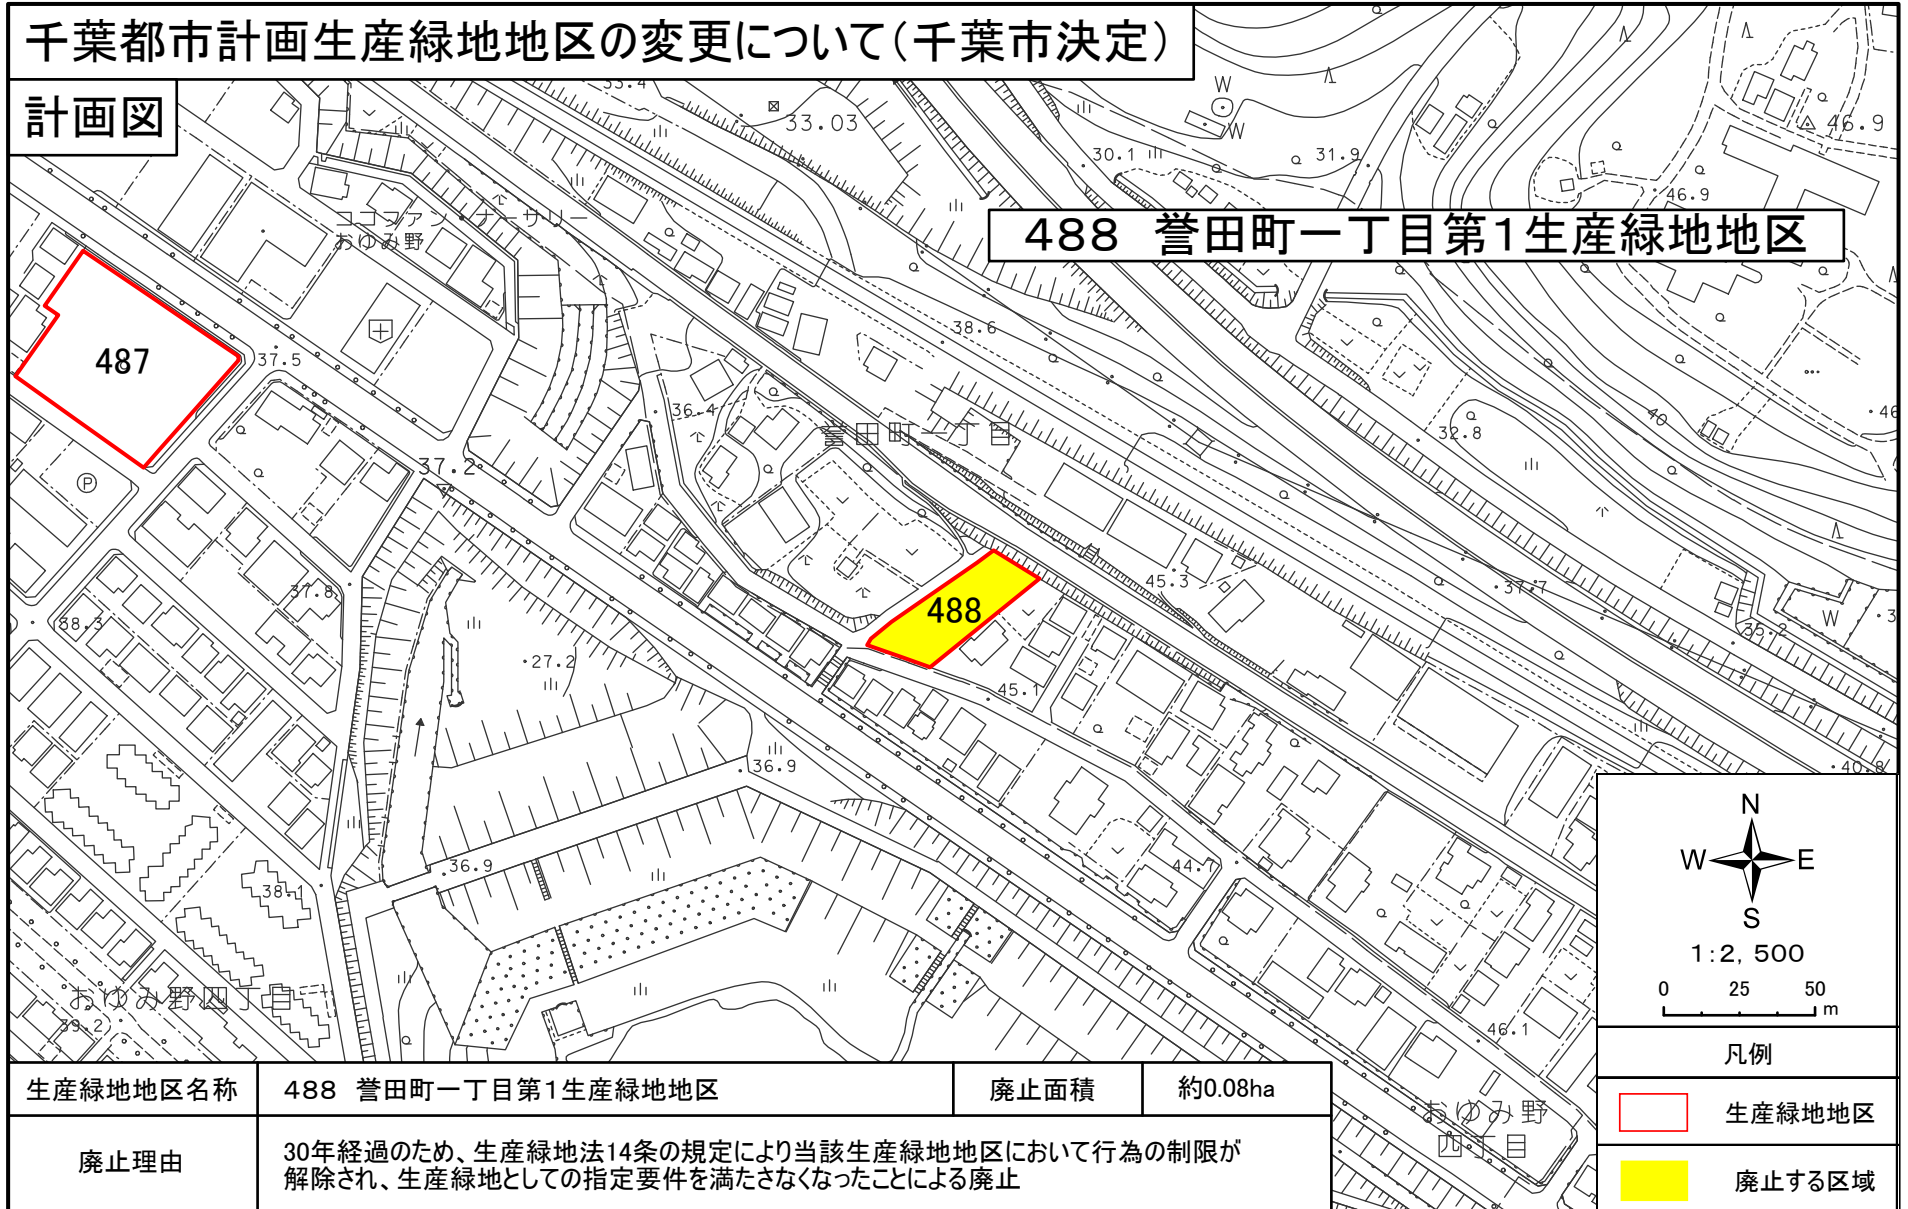 千葉都市計画生産緑地地区の変更について(千葉市決定)
計画図
488 誉田町一丁目第1生産緑地地区
33.4
33.03
W
W
30.1
31.9
46.9
46.9
ココファン・ナーサリー
おゆみ野
487
37.5
38.6
36.4
誉田町一丁目
40
46
32.8
37.2
P
488
45.3
37.7
37.8
38.3
27.2
45.1
35.2
W
3
36.9
40.8
36.9
44.7
38.1
おゆみ野四丁目
39.2
46.1
おゆみ野
四丁目
N
W
E
S
1:2,500
0 25 50
m
凡例
生産緑地地区
廃止する区域
生産緑地地区名称 488 誉田町一丁目第1生産緑地地区 廃止面積 約0.08ha
廃止理由
30年経過のため、生産緑地法14条の規定により当該生産緑地地区において行為の制限が
解除され、生産緑地としての指定要件を満たさなくなったことによる廃止